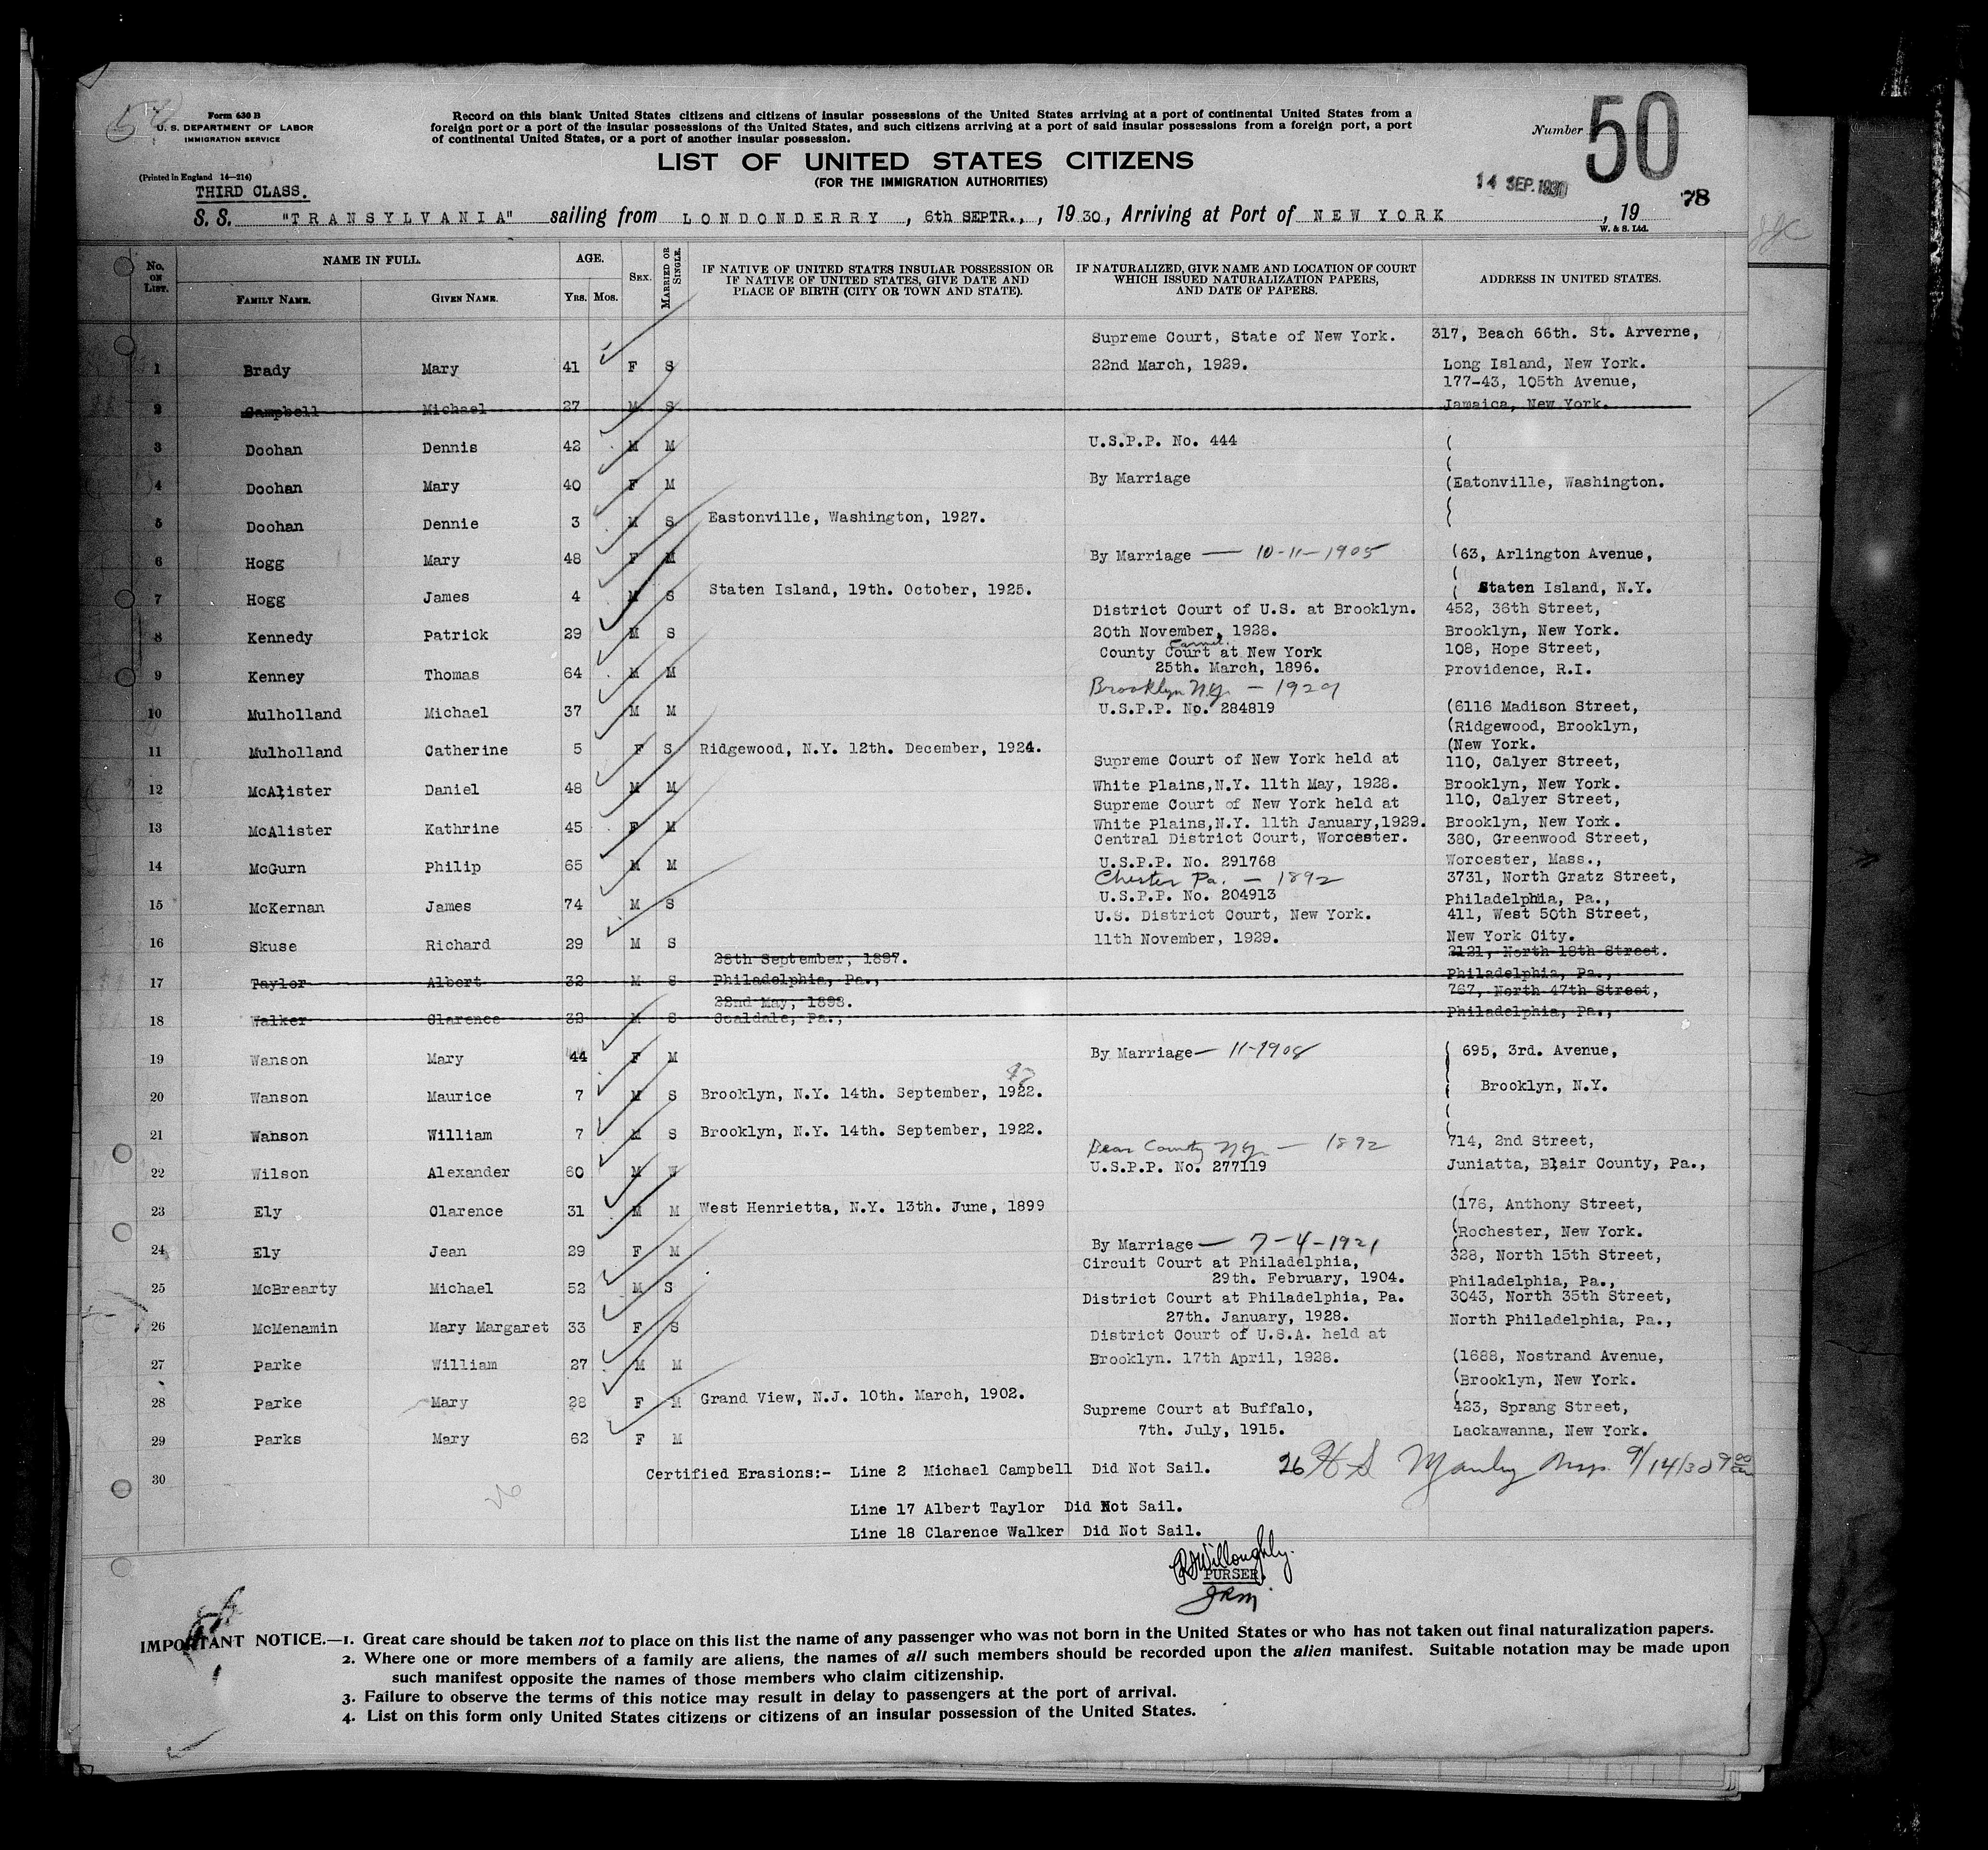 Form 630 B
U. S. DEPARTMENT OF LABOR
IMMIGRATION SERVICE
(Printed in England 14—214)
THIRD CLASS.
Record on this blank United States citizens and citizens of insular possessions of the United States arriving at a port of continental United States from a
foreign port or a port of the insular possessions of the United States, and such citizens arriving at a port of said insular possessions from a foreign port, a port
of continental United States, or a port of another insular possession.
LIST OF UNITED STATES CITIZENS
(FOR THE IMMIGRATION AUTHORITIES)
Number 50
14 SEP. 1930
78
S. S. "TRANSYLVANIA" sailing from LONDONDERRY, 6th SEPTR., , 1930, Arriving at Port of NEW YORK , 19
W. & S. Ltd.
No. ON LIST.
NAME IN FULL.
FAMILY NAME. GIVEN NAME.
AGE.
YRS. MOS.
SEX.
MARRIED OR SINGLE.
IF NATIVE OF UNITED STATES INSULAR POSSESSION OR
IF NATIVE OF UNITED STATES, GIVE DATE AND
PLACE OF BIRTH (CITY OR TOWN AND STATE).
IF NATURALIZED, GIVE NAME AND LOCATION OF COURT
WHICH ISSUED NATURALIZATION PAPERS,
AND DATE OF PAPERS.
ADDRESS IN UNITED STATES.
Supreme Court, State of New York. 317, Beach 66th. St. Arverne,
1 Brady Mary 41 F S 22nd March, 1929. Long Island, New York.
177-43, 105th Avenue,
2 Campbell Michael 27 M S Jamaica, New York.
3 Doohan Dennis 42 M M U.S.P.P. No. 444
4 Doohan Mary 40 F M By Marriage (Eatonville, Washington.
5 Doohan Dennie 3 M S Eastonville, Washington, 1927.
6 Hogg Mary 48 F M By Marriage — 10-11-1905 (63, Arlington Avenue,
7 Hogg James 4 M S Staten Island, 19th. October, 1925. Staten Island, N.Y.
District Court of U.S. at Brooklyn. 452, 36th Street,
8 Kennedy Patrick 29 M S 20th November, 1928. Brooklyn, New York.
County Court at New York 108, Hope Street,
9 Kenney Thomas 64 M M 25th. March, 1896. Providence, R.I.
Brooklyn N.Y. — 1929
10 Mulholland Michael 37 M M U.S.P.P. No. 284819 (6116 Madison Street,
(Ridgewood, Brooklyn,
11 Mulholland Catherine 5 F S Ridgewood, N.Y. 12th. December, 1924. (New York.
Supreme Court of New York held at 110, Calyer Street,
12 McAlister Daniel 48 M M White Plains,N.Y. 11th May, 1928. Brooklyn, New York.
Supreme Court of New York held at 110, Calyer Street,
13 McAlister Kathrine 45 F M White Plains,N.Y. 11th January,1929. Brooklyn, New York.
Central District Court, Worcester. 380, Greenwood Street,
14 McGurn Philip 65 M M U.S.P.P. No. 291768 Worcester, Mass.,
Chester Pa. — 1892 3731, North Gratz Street,
15 McKernan James 74 M S U.S.P.P. No. 204913 Philadelphia, Pa.,
U.S. District Court, New York. 411, West 50th Street,
16 Skuse Richard 29 M S 11th November, 1929. New York City.
28th September, 1897. 2121, North 18th Street.
17 Taylor Albert 32 M S Philadelphia, Pa., Philadelphia, Pa.,
22nd May, 1898. 767, North 47th Street,
18 Walker Clarence 32 M S Coaldale, Pa., Philadelphia, Pa.,
19 Wanson Mary 44 F M By Marriage — 11-1908 695, 3rd. Avenue,
20 Wanson Maurice 7 M S Brooklyn, N.Y. 14th. September, 1922. Brooklyn, N.Y.
21 Wanson William 7 M S Brooklyn, N.Y. 14th. September, 1922.
County N.Y. — 1892 714, 2nd Street,
22 Wilson Alexander 60 M W U.S.P.P. No. 277119 Juniatta, Blair County, Pa.,
23 Ely Clarence 31 M M West Henrietta, N.Y. 13th. June, 1899 (176, Anthony Street,
(Rochester, New York.
24 Ely Jean 29 F M By Marriage — 7-4-1921
Circuit Court at Philadelphia, 328, North 15th Street,
25 McBrearty Michael 52 M S 29th. February, 1904. Philadelphia, Pa.,
District Court at Philadelphia, Pa. 3043, North 35th Street,
26 McMenamin Mary Margaret 33 F S 27th. January, 1928. North Philadelphia, Pa.,
District Court of U.S.A. held at
27 Parke William 27 M M Brooklyn. 17th April, 1928. (1688, Nostrand Avenue,
(Brooklyn, New York.
28 Parke Mary 28 F M Grand View, N.J. 10th. March, 1902.
Supreme Court at Buffalo, 423, Sprang Street,
29 Parks Mary 62 F M 7th. July, 1915. Lackawanna, New York.
30 Certified Erasions:- Line 2 Michael Campbell Did Not Sail. 26 H S Manley 9/14/30 9 00
Line 17 Albert Taylor Did Not Sail.
Line 18 Clarence Walker Did Not Sail.
Willoughby.
PURSER.
JRM
IMPORTANT NOTICE.—1. Great care should be taken not to place on this list the name of any passenger who was not born in the United States or who has not taken out final naturalization papers.
2. Where one or more members of a family are aliens, the names of all such members should be recorded upon the alien manifest. Suitable notation may be made upon
such manifest opposite the names of those members who claim citizenship.
3. Failure to observe the terms of this notice may result in delay to passengers at the port of arrival.
4. List on this form only United States citizens or citizens of an insular possession of the United States.